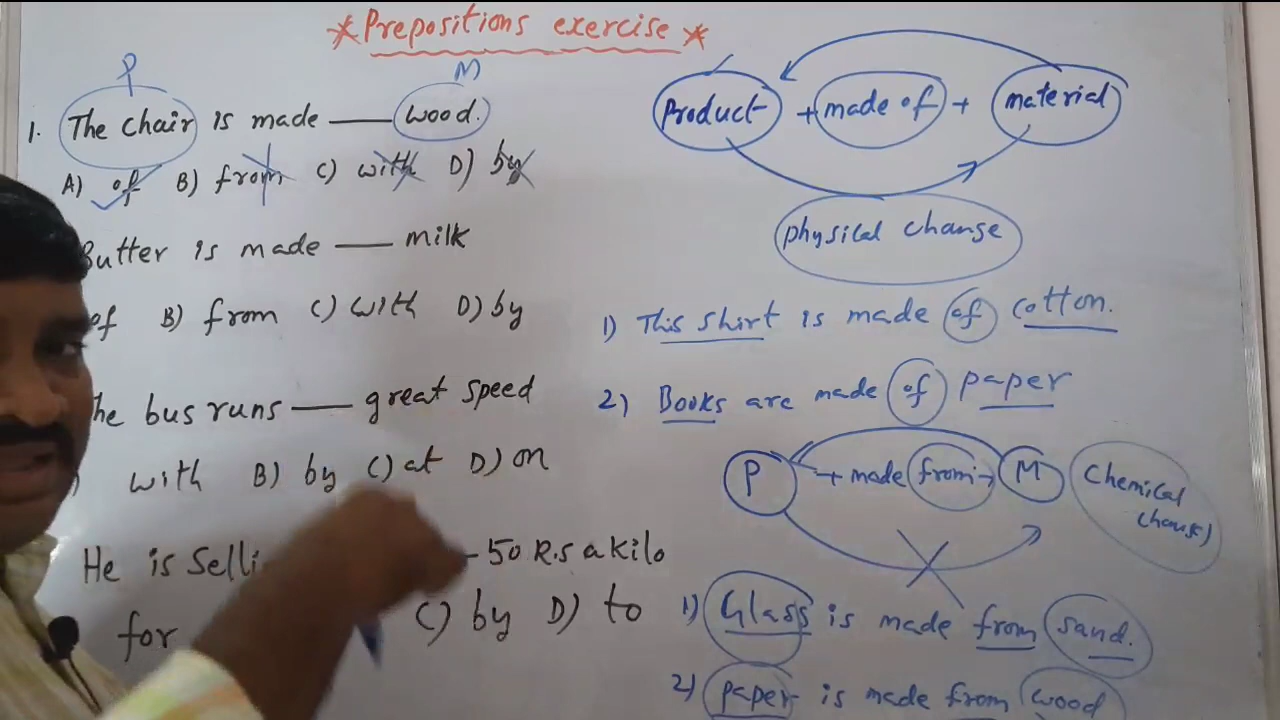 *Prepositions exercise*
P M
1. The chair is made ___ wood.
A) of B) from C) with D) by
Butter is made ___ milk
of B) from C) with D) by
The bus runs ___ great speed
with B) by C) at D) on
He is Selli 50 R.s a kilo
for C) by D) to
Product + made of + material
physical change
1) This shirt is made of cotton.
2) Books are made of paper
P + made from → M
Chemical
1) Glass is made from sand.
2) paper is made from wood